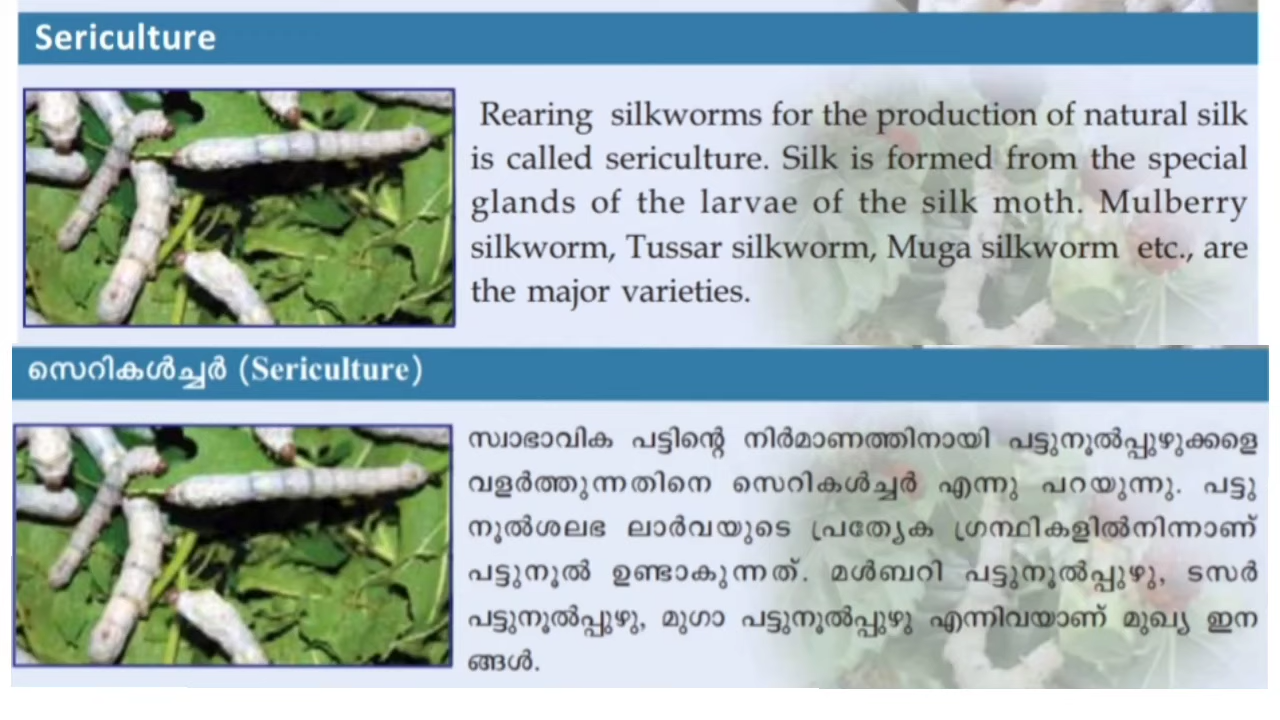 Sericulture
Rearing silkworms for the production of natural silk
is called sericulture. Silk is formed from the special
glands of the larvae of the silk moth. Mulberry
silkworm, Tussar silkworm, Muga silkworm etc., are
the major varieties.
സെറികൾച്ചർ (Sericulture)
സ്വാഭാവിക പട്ടിന്റെ നിർമാണത്തിനായി പട്ടുനൂൽപ്പുഴുക്കളെ
വളർത്തുന്നതിനെ സെറികൾച്ചർ എന്നു പറയുന്നു. പട്ടു
നൂൽശലഭ ലാർവയുടെ പ്രത്യേക ഗ്രന്ഥികളിൽനിന്നാണ്
പട്ടുനൂൽ ഉണ്ടാകുന്നത്. മൾബറി പട്ടുനൂൽപ്പുഴു, ടസർ
പട്ടുനൂൽപ്പുഴു, മുഗാ പട്ടുനൂൽപ്പുഴു എന്നിവയാണ് മുഖ്യ ഇന
ങ്ങൾ.